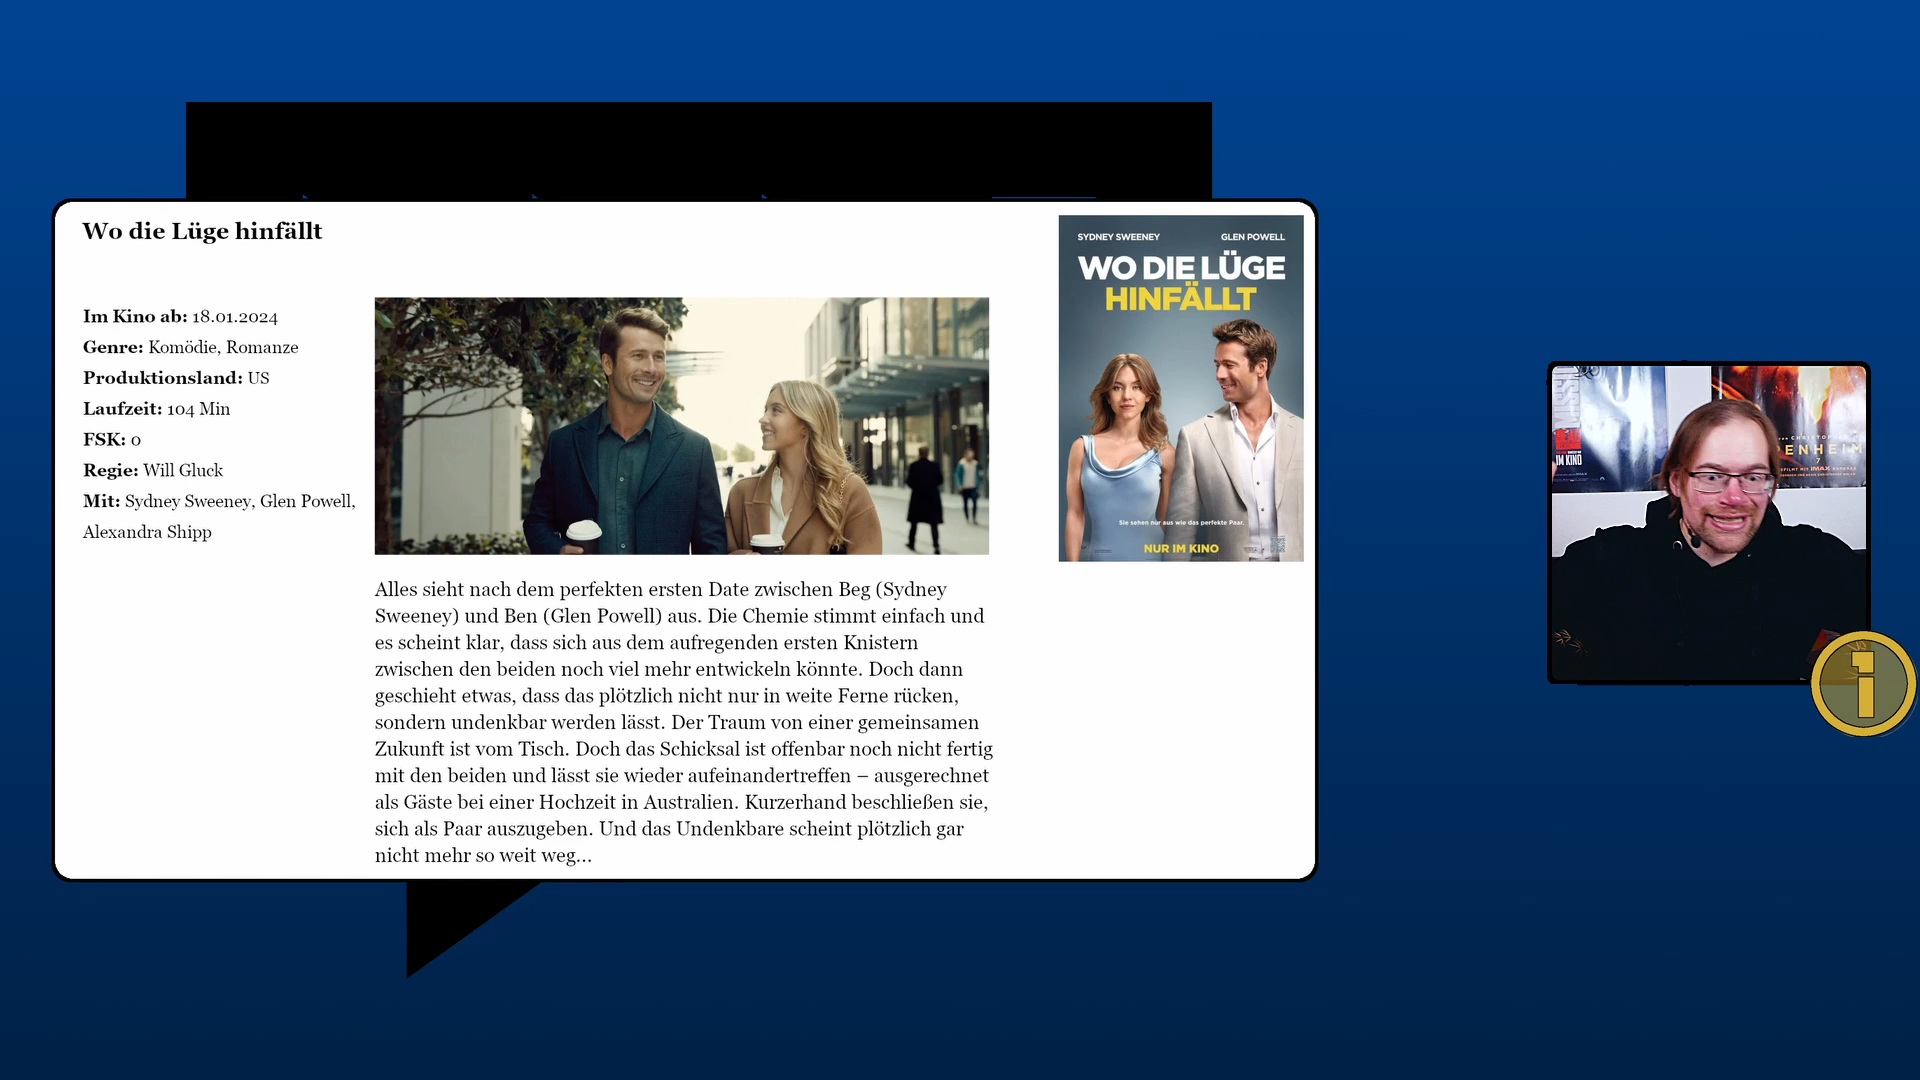 Wo die Lüge hinfällt
Im Kino ab: 18.01.2024
Genre: Komödie, Romanze
Produktionsland: US
Laufzeit: 104 Min
FSK: 0
Regie: Will Gluck
Mit: Sydney Sweeney, Glen Powell,
Alexandra Shipp
Alles sieht nach dem perfekten ersten Date zwischen Beg (Sydney
Sweeney) und Ben (Glen Powell) aus. Die Chemie stimmt einfach und
es scheint klar, dass sich aus dem aufregenden ersten Knistern
zwischen den beiden noch viel mehr entwickeln könnte. Doch dann
geschieht etwas, dass das plötzlich nicht nur in weite Ferne rücken,
sondern undenkbar werden lässt. Der Traum von einer gemeinsamen
Zukunft ist vom Tisch. Doch das Schicksal ist offenbar noch nicht fertig
mit den beiden und lässt sie wieder aufeinandertreffen – ausgerechnet
als Gäste bei einer Hochzeit in Australien. Kurzerhand beschließen sie,
sich als Paar auszugeben. Und das Undenkbare scheint plötzlich gar
nicht mehr so weit weg...
SYDNEY SWEENEY GLEN POWELL
WO DIE LÜGE
HINFÄLLT
Sie sehen nur aus wie das perfekte Paar.
NUR IM KINO
IM KINO
ENHEIM
IMAX
1